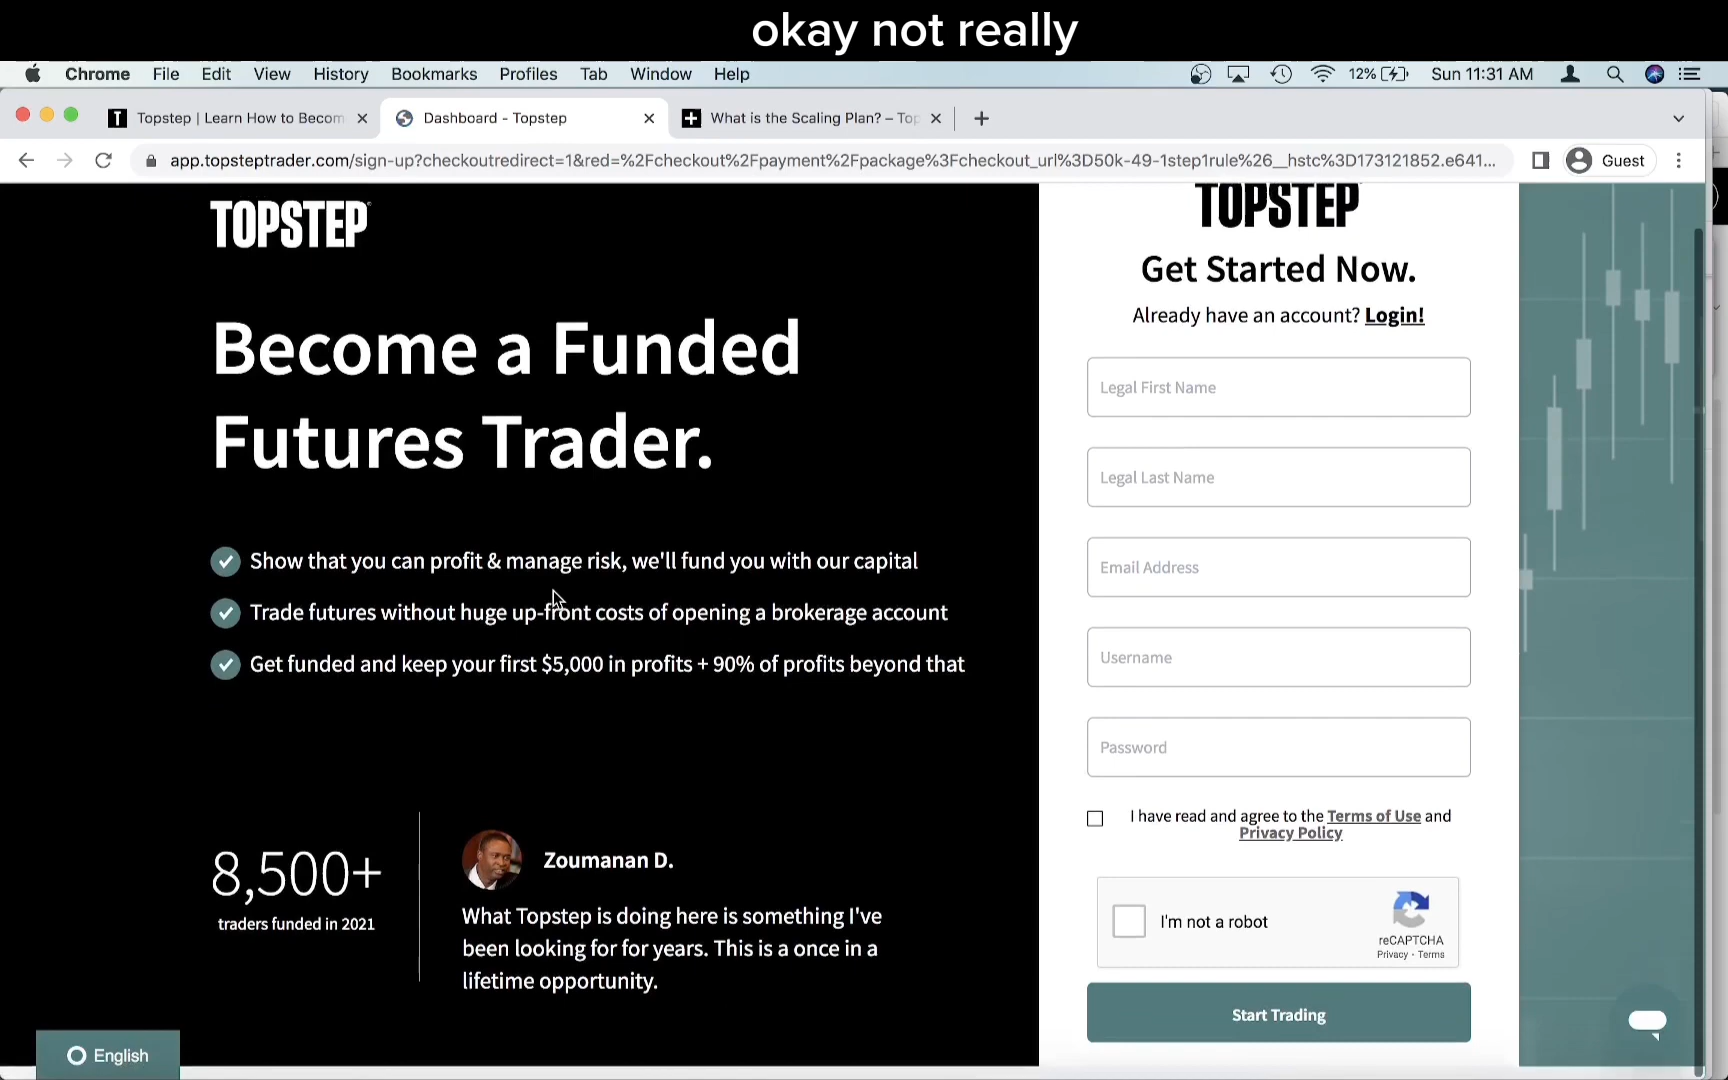 okay not really
Chrome File Edit View History Bookmarks Profiles Tab Window Help 12% Sun 11:31 AM
Topstep | Learn How to Becom Dashboard - Topstep What is the Scaling Plan? – Top
app.topsteptrader.com/sign-up?checkoutredirect=1&red=%2Fcheckout%2Fpayment%2Fpackage%3Fcheckout_url%3D50k-49-1step1rule%26__hstc%3D173121852.e641... Guest
TOPSTEP
Become a Funded
Futures Trader.
Show that you can profit & manage risk, we'll fund you with our capital
Trade futures without huge up-front costs of opening a brokerage account
Get funded and keep your first $5,000 in profits + 90% of profits beyond that
8,500+
traders funded in 2021
Zoumanan D.
What Topstep is doing here is something I've
been looking for for years. This is a once in a
lifetime opportunity.
English
TOPSTEP
Get Started Now.
Already have an account? Login!
Legal First Name
Legal Last Name
Email Address
Username
Password
I have read and agree to the Terms of Use and
Privacy Policy
I'm not a robot
reCAPTCHA
Privacy - Terms
Start Trading